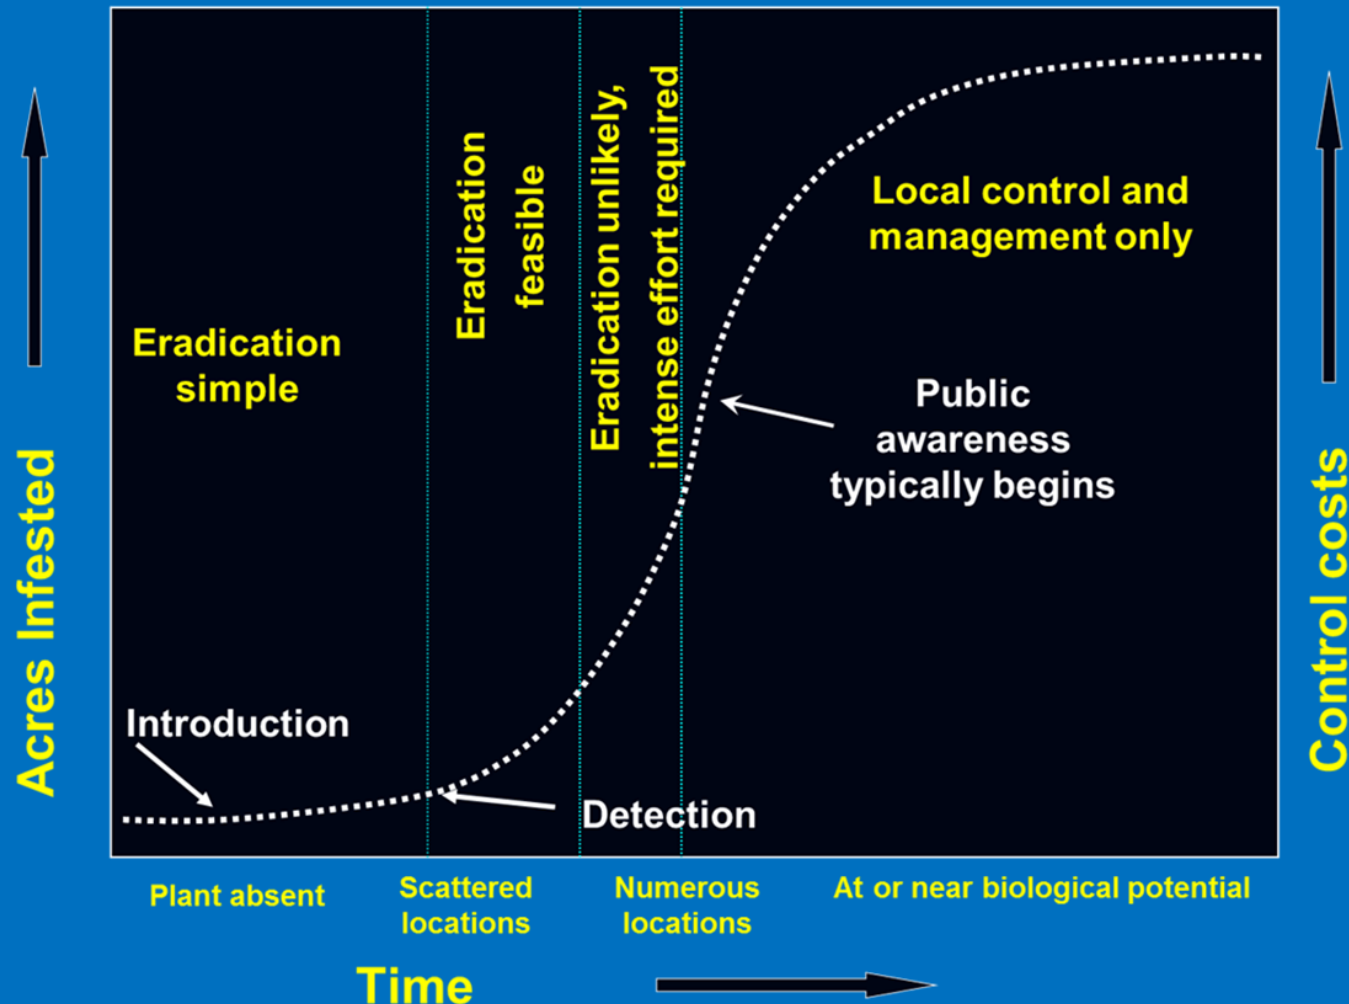 Acres Infested
Eradication
simple
Eradication
feasible
Eradication unlikely,
intense effort required
Local control and
management only
Public
awareness
typically begins
Introduction
Detection
Control costs
Plant absent
Scattered
locations
Numerous
locations
At or near biological potential
Time